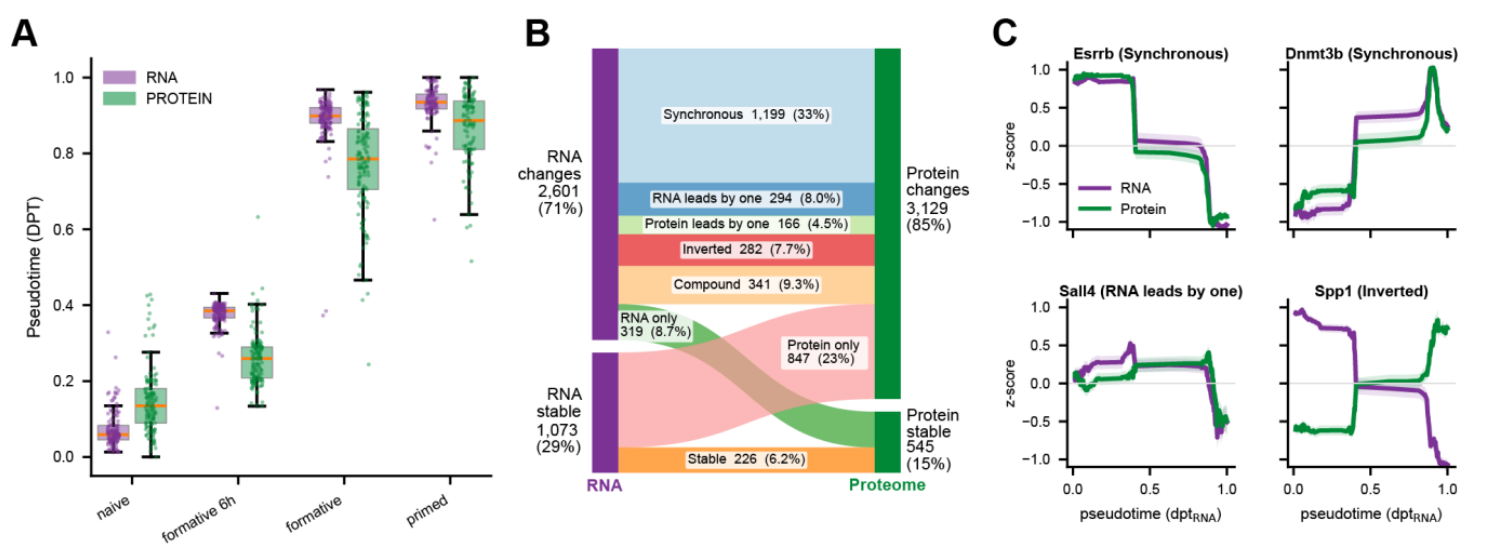 A
RNA
PROTEIN
Pseudotime (DPT)
1.0
0.8
0.6
0.4
0.2
0.0
naive
formative 6h
formative
primed
B
RNA
changes
2,601
(71%)
RNA
stable
1,073
(29%)
Synchronous 1,199 (33%)
RNA leads by one 294 (8.0%)
Protein leads by one 166 (4.5%)
Inverted 282 (7.7%)
Compound 341 (9.3%)
RNA only
319 (8.7%)
Protein only
847 (23%)
Stable 226 (6.2%)
Protein
changes
3,129
(85%)
Protein
stable
545
(15%)
RNA
Proteome
C
Esrrb (Synchronous)
z-score
1.0
0.5
0.0
−0.5
−1.0
RNA
Protein
Dnmt3b (Synchronous)
Sall4 (RNA leads by one)
z-score
1.0
0.5
0.0
−0.5
−1.0
0.0
0.5
1.0
pseudotime (dptRNA)
Spp1 (Inverted)
0.0
0.5
1.0
pseudotime (dptRNA)